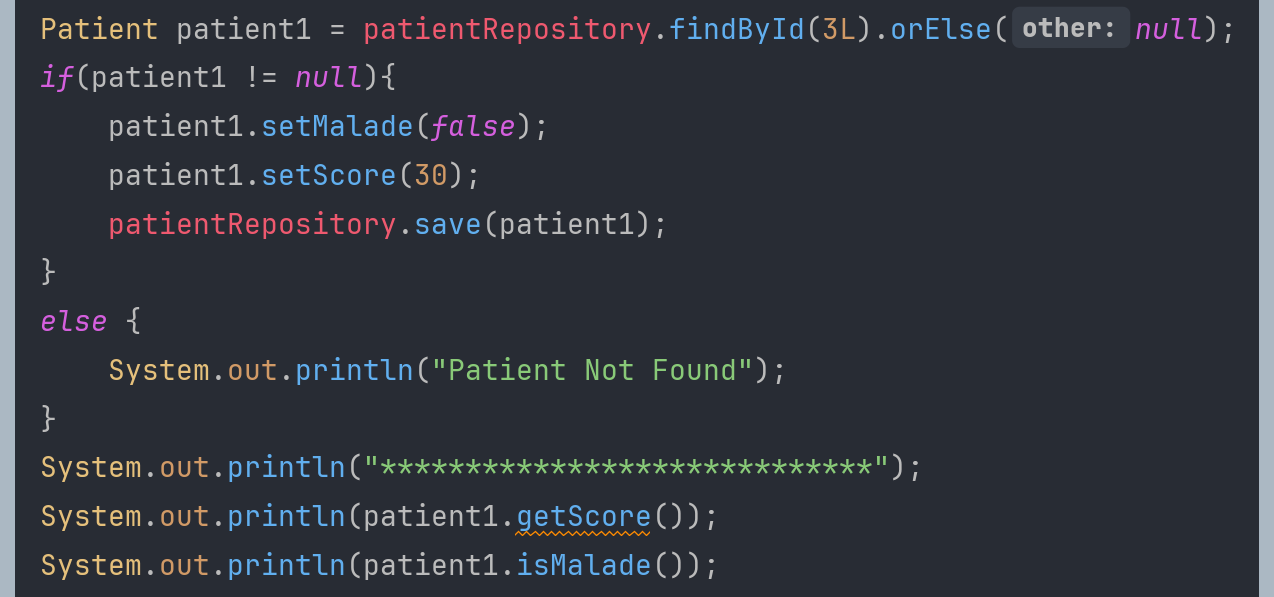 Patient patient1 = patientRepository.findById(3L).orElse( other: null);
if(patient1 != null){
    patient1.setMalade(false);
    patient1.setScore(30);
    patientRepository.save(patient1);
}
else {
    System.out.println("Patient Not Found");
}
System.out.println("*****************************");
System.out.println(patient1.getScore());
System.out.println(patient1.isMalade());